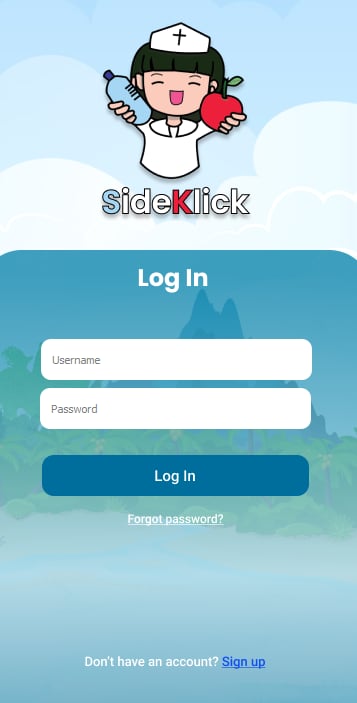 SideKlick
Log In
Username
Password
Log In
Forgot password?
Don't have an account? Sign up